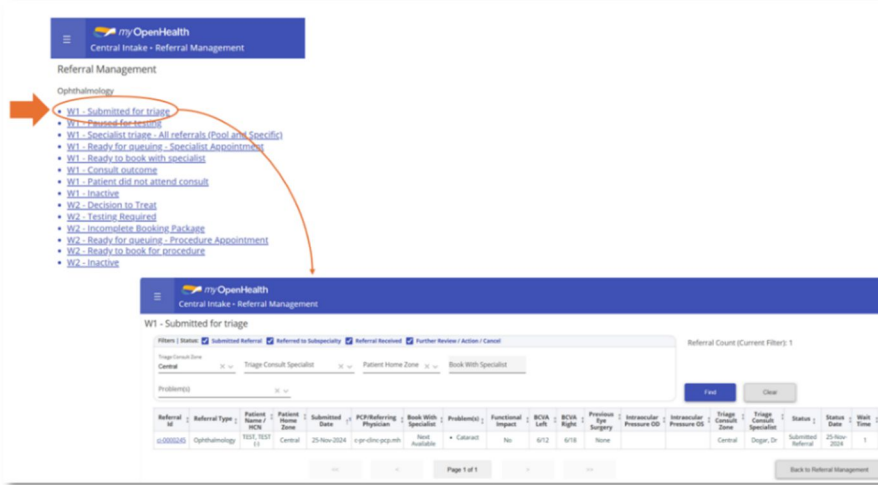 myOpenHealth
Central Intake • Referral Management
Referral Management
Ophthalmology
• W1 - Submitted for triage
• W1 - Paused for testing
• W1 - Specialist triage - All referrals (Pool and Specific)
• W1 - Ready for queuing - Specialist Appointment
• W1 - Ready to book with specialist
• W1 - Consult outcome
• W1 - Patient did not attend consult
• W1 - Inactive
• W2 - Decision to Treat
• W2 - Testing Required
• W2 - Incomplete Booking Package
• W2 - Ready for queuing - Procedure Appointment
• W2 - Ready to book for procedure
• W2 - Inactive
myOpenHealth
Central Intake • Referral Management
W1 - Submitted for triage
Filters | Status: Submitted Referral Referred to Subspecialty Referral Received Further Review / Action / Cancel
Referral Count (Current Filter): 1
Triage Consult Zone
Central Triage Consult Specialist Patient Home Zone Book With Specialist
Problem(s)
Find Clear
Referral Id Referral Type Patient Name / HCN Patient Home Zone Submitted Date PCP/Referring Physician Book With Specialist Problem(s) Functional Impact BCVA Left BCVA Right Previous Eye Surgery Intraocular Pressure OD Intraocular Pressure OS Triage Consult Zone Triage Consult Specialist Status Status Date Wait Time
ci-0000245 Ophthalmology TEST, TEST Central 25-Nov-2024 c-pr-clinc-pcp.mh Next Available • Cataract No 6/12 6/18 None Central Dogar, Dr Submitted Referral 25-Nov-2024 1
<< < Page 1 of 1 > >> Back to Referral Management